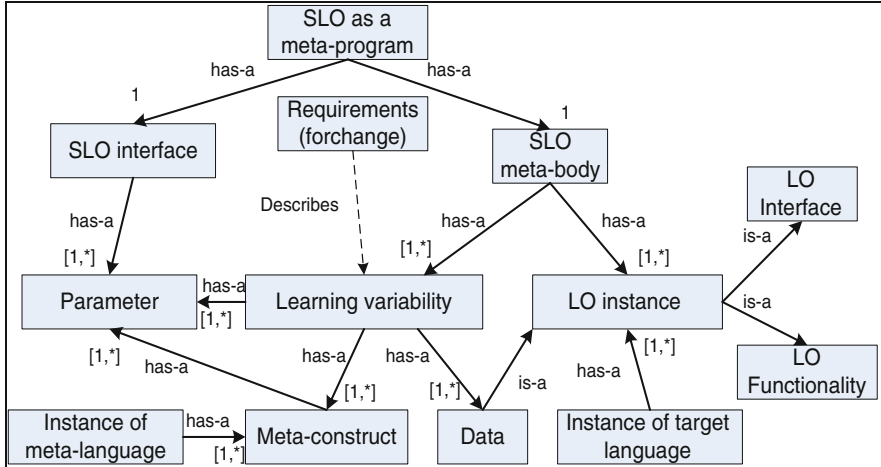 SLO as a
meta-program
has-a
has-a
1
1
Requirements
(forchange)
SLO interface
SLO
meta-body
LO
Interface
has-a
Describes
has-a
has-a
is-a
[1,*]
[1,*]
[1,*]
Parameter
has-a
[1,*]
Learning variability
LO instance
is-a
[1,*]
has-a
has-a
has-a
is-a
has-a
[1,*]
LO
Functionality
[1,*]
[1,*]
Instance of
meta-language
has-a
[1,*]
Meta-construct
Data
Instance of target
language